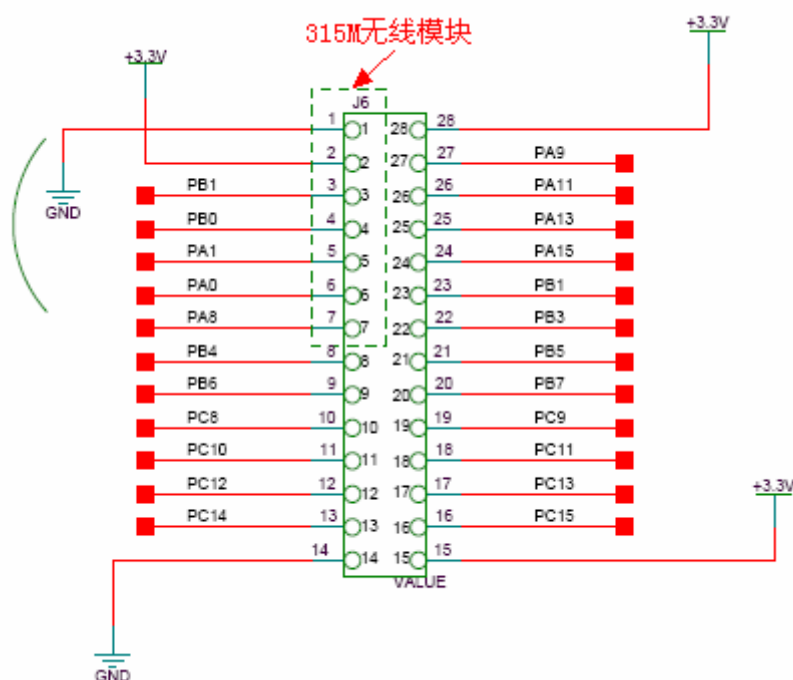 315M无线模块
+3.3V
+3.3V
J6
1 1 28 28
2 2 27 27 PA9
GND PB1 3 3 26 26 PA11
PB0 4 4 25 25 PA13
PA1 5 5 24 24 PA15
PA0 6 6 23 23 PB1
PA8 7 7 22 22 PB3
PB4 8 8 21 21 PB5
PB6 9 9 20 20 PB7
PC8 10 10 19 19 PC9
PC10 11 11 18 18 PC11
PC12 12 12 17 17 PC13
+3.3V
PC14 13 13 16 16 PC15
14 14 15 15
VALUE
GND